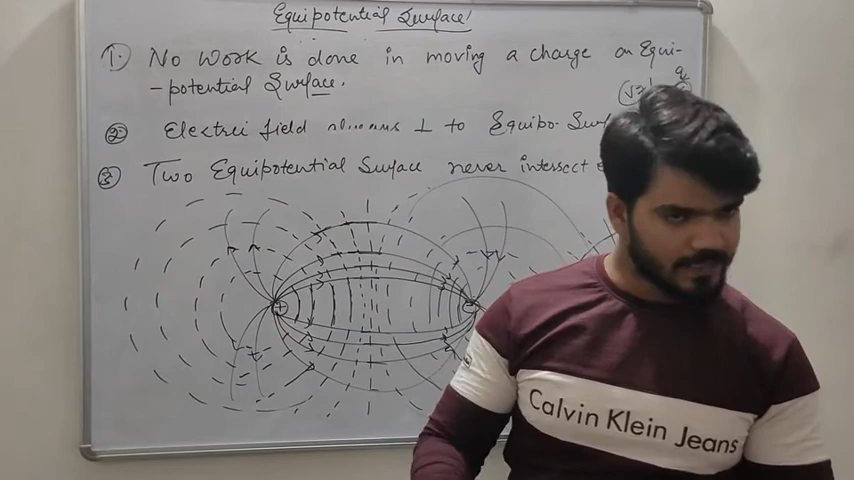 Equipotential Surface
1. No work is done in moving a charge on Equi-
-potential Surface.
2 Electric field always ⊥ to Equipo. Surf
3 Two Equipotential Surface never intersect
+ -
Calvin Klein Jeans